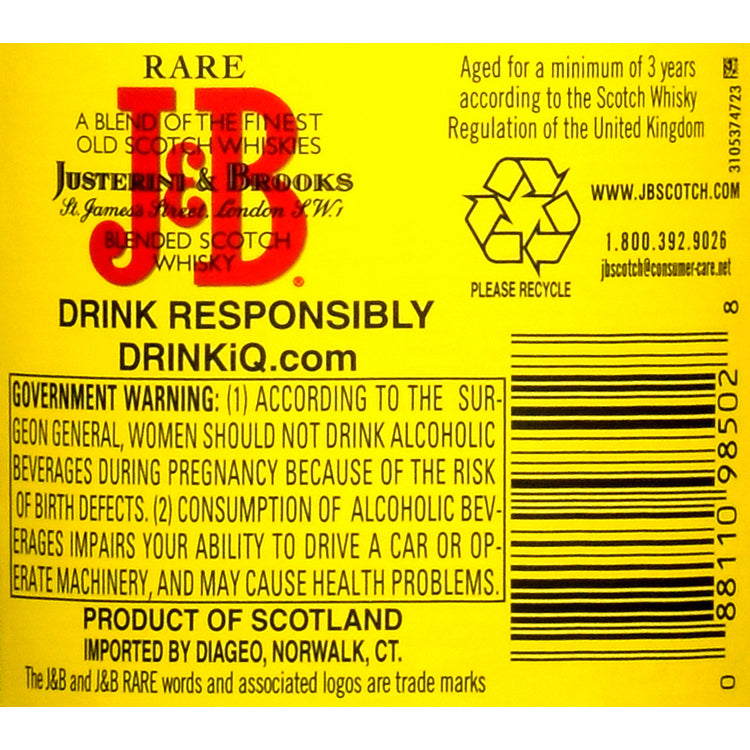 RARE
J&B
A BLEND OF THE FINEST
OLD SCOTCH WHISKIES
JUSTERINI & BROOKS
St. James's Street, London S.W.1
BLENDED SCOTCH
WHISKY
®
DRINK RESPONSIBLY
DRINKiQ.com
GOVERNMENT WARNING: (1) ACCORDING TO THE SUR-
GEON GENERAL, WOMEN SHOULD NOT DRINK ALCOHOLIC
BEVERAGES DURING PREGNANCY BECAUSE OF THE RISK
OF BIRTH DEFECTS. (2) CONSUMPTION OF ALCOHOLIC BEV-
ERAGES IMPAIRS YOUR ABILITY TO DRIVE A CAR OR OP-
ERATE MACHINERY, AND MAY CAUSE HEALTH PROBLEMS.
PRODUCT OF SCOTLAND
IMPORTED BY DIAGEO, NORWALK, CT.
The J&B and J&B RARE words and associated logos are trade marks
Aged for a minimum of 3 years
according to the Scotch Whisky
Regulation of the United Kingdom
3105374723
PLEASE RECYCLE
WWW.JBSCOTCH.COM
1.800.392.9026
jbscotch@consumer-care.net
0 88110 98502 8